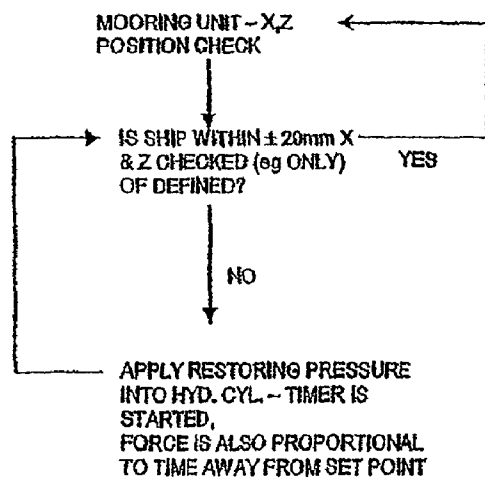 MOORING UNIT – X,Z
POSITION CHECK
IS SHIP WITHIN ± 20mm X
& Z CHECKED (eg ONLY)
OF DEFINED?
YES
NO
APPLY RESTORING PRESSURE
INTO HYD. CYL. – TIMER IS
STARTED,
FORCE IS ALSO PROPORTIONAL
TO TIME AWAY FROM SET POINT